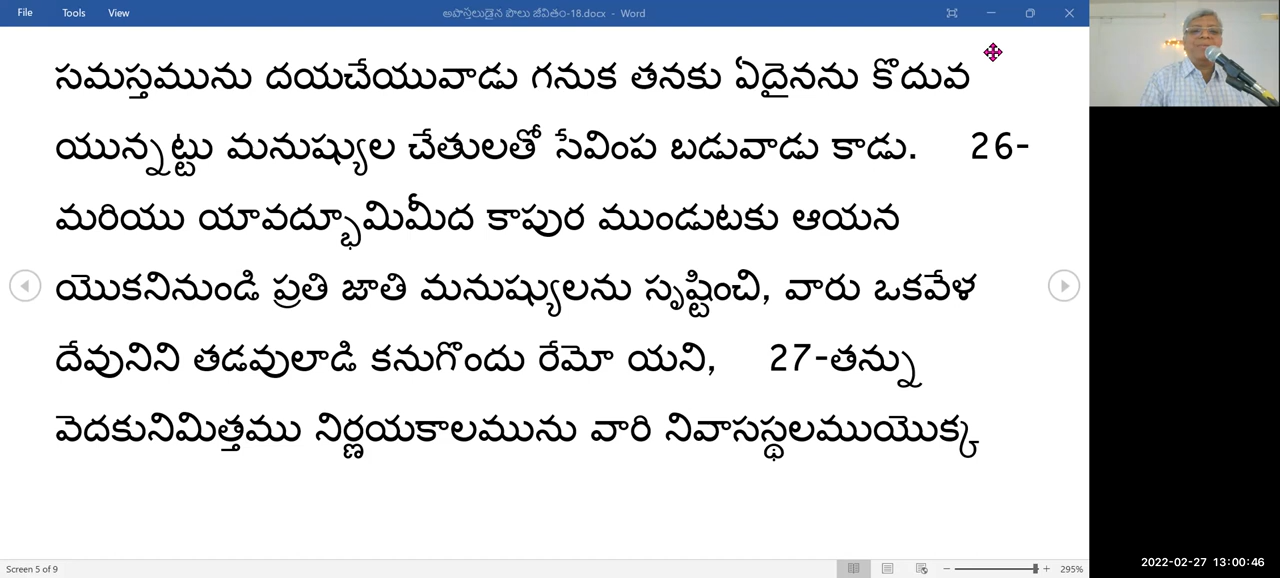 File Tools View అపొస్తలుడైన పౌలు జీవితం-18.docx - Word
సమస్తమును దయచేయువాడు గనుక తనకు ఏదైనను కొదువ
యున్నట్టు మనుష్యుల చేతులతో సేవింప బడువాడు కాడు. 26-
మరియు యావద్భూమిమీద కాపుర ముండుటకు ఆయన
యొకనినుండి ప్రతి జాతి మనుష్యులను సృష్టించి, వారు ఒకవేళ
దేవునిని తడవులాడి కనుగొందు రేమో యని, 27-తన్ను
వెదకునిమిత్తము నిర్ణయకాలమును వారి నివాసస్థలముయొక్క
2022-02-27 13:00:46
Screen 5 of 9 295%